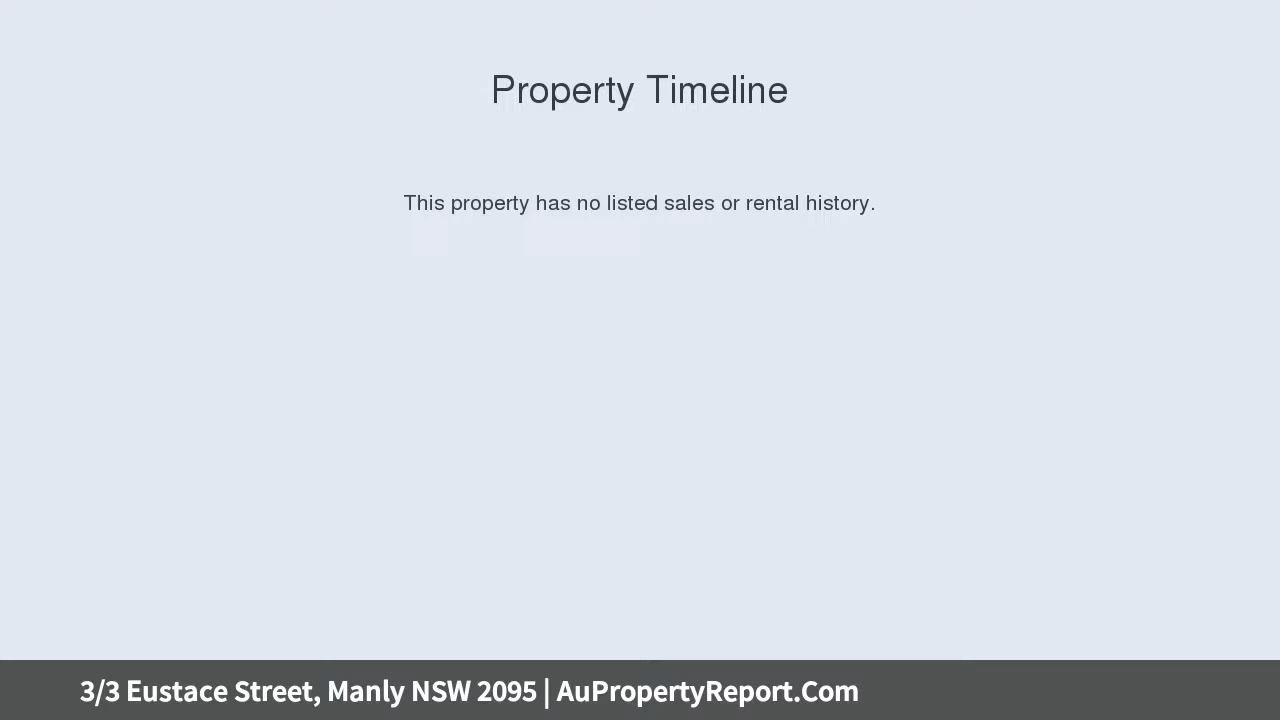 Property Timeline
This property has no listed sales or rental history.
3/3 Eustace Street, Manly NSW 2095 | AuPropertyReport.Com